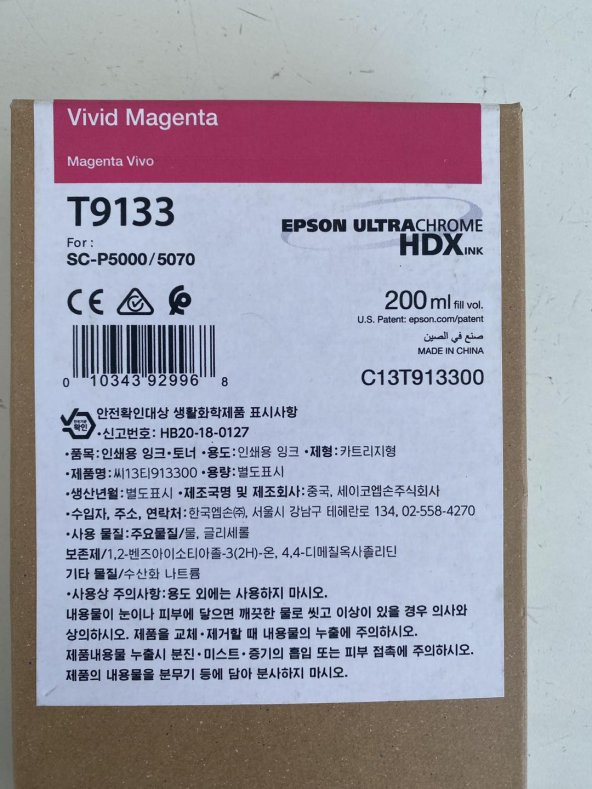 Vivid Magenta
Magenta Vivo
T9133
For :
SC-P5000/5070
EPSON ULTRACHROME
HDX INK
CE
200 ml fill vol.
U.S. Patent: epson.com/patent
صنع في الصين
MADE IN CHINA
0 10343 92996 8
C13T913300
확인
안전확인대상 생활화학제품 표시사항
•신고번호: HB20-18-0127
•품목:인쇄용 잉크•토너 •용도:인쇄용 잉크 •제형:카트리지형
•제품명:씨13티913300 •용량:별도표시
•생산년월:별도표시 •제조국명 및 제조회사:중국, 세이코엡손주식회사
•수입자, 주소, 연락처:한국엡손㈜, 서울시 강남구 테헤란로 134, 02-558-4270
•사용 물질:주요물질/물, 글리세롤
보존제/1,2-벤즈아이소티아졸-3(2H)-온, 4,4-디메칠옥사졸리딘
기타 물질/수산화 나트륨
•사용상 주의사항:용도 외에는 사용하지 마시오.
내용물이 눈이나 피부에 닿으면 깨끗한 물로 씻고 이상이 있을 경우 의사와
상의하시오. 제품을 교체•제거할 때 내용물의 누출에 주의하시오.
제품내용물 누출시 분진•미스트•증기의 흡입 또는 피부 접촉에 주의하시오.
제품의 내용물을 분무기 등에 담아 분사하지 마시오.